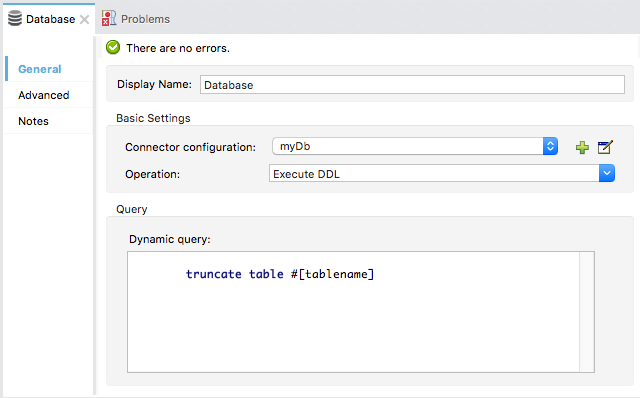 Database
Problems
There are no errors.
General
Advanced
Notes
Display Name: Database
Basic Settings
Connector configuration: myDb
Operation: Execute DDL
Query
Dynamic query:
truncate table #[tablename]